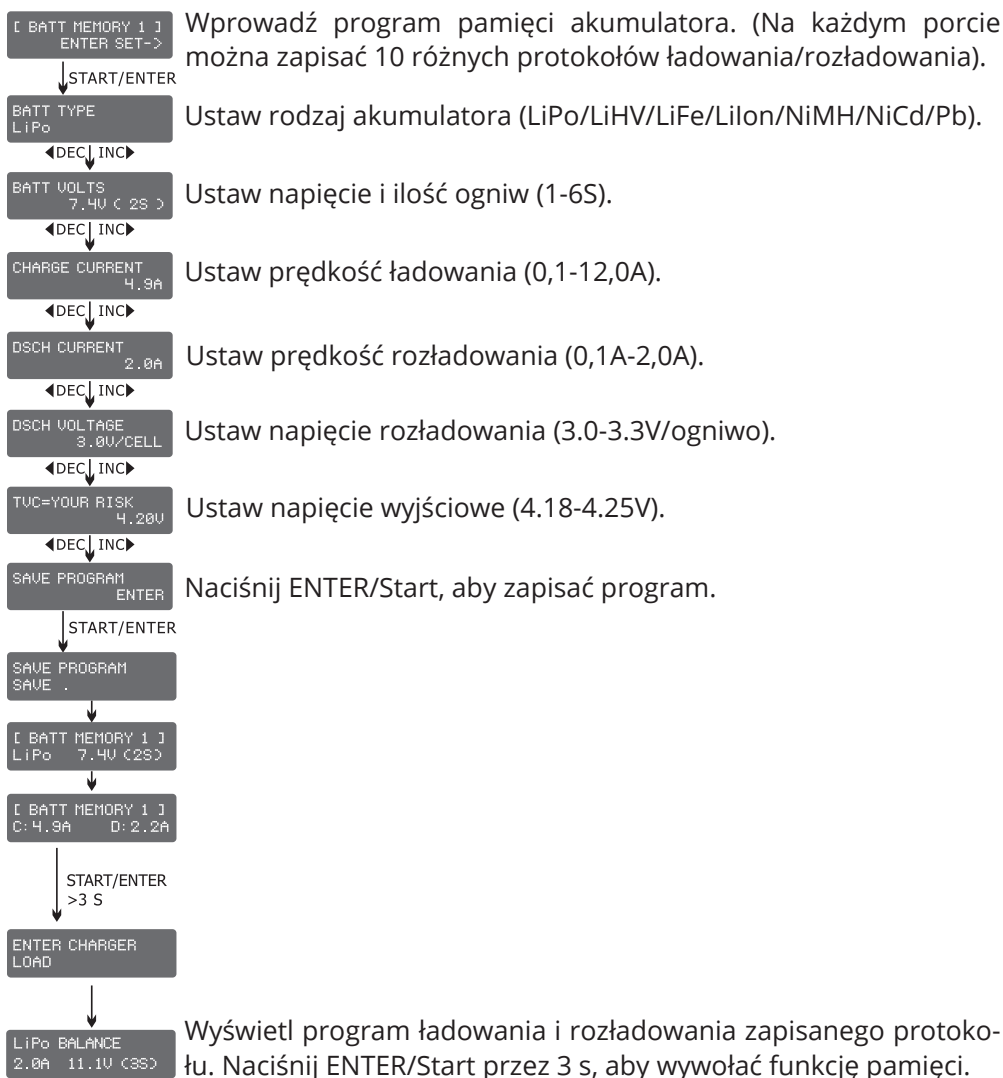 [ BATT MEMORY 1 ]
ENTER SET->
Wprowadź program pamięci akumulatora. (Na każdym porcie
można zapisać 10 różnych protokołów ładowania/rozładowania).
START/ENTER
BATT TYPE
LiPo
Ustaw rodzaj akumulatora (LiPo/LiHV/LiFe/LiIon/NiMH/NiCd/Pb).
◀DEC INC▶
BATT VOLTS
7.4V ( 2S )
Ustaw napięcie i ilość ogniw (1-6S).
◀DEC INC▶
CHARGE CURRENT
4.9A
Ustaw prędkość ładowania (0,1-12,0A).
◀DEC INC▶
DSCH CURRENT
2.0A
Ustaw prędkość rozładowania (0,1A-2,0A).
◀DEC INC▶
DSCH VOLTAGE
3.0V/CELL
Ustaw napięcie rozładowania (3.0-3.3V/ogniwo).
◀DEC INC▶
TVC=YOUR RISK
4.20V
Ustaw napięcie wyjściowe (4.18-4.25V).
◀DEC INC▶
SAVE PROGRAM
ENTER
Naciśnij ENTER/Start, aby zapisać program.
START/ENTER
SAVE PROGRAM
SAVE .
[ BATT MEMORY 1 ]
LiPo 7.4V (2S)
[ BATT MEMORY 1 ]
C:4.9A D:2.2A
START/ENTER
>3 S
ENTER CHARGER
LOAD
LiPo BALANCE
2.0A 11.1V (3S)
Wyświetl program ładowania i rozładowania zapisanego protoko-
łu. Naciśnij ENTER/Start przez 3 s, aby wywołać funkcję pamięci.